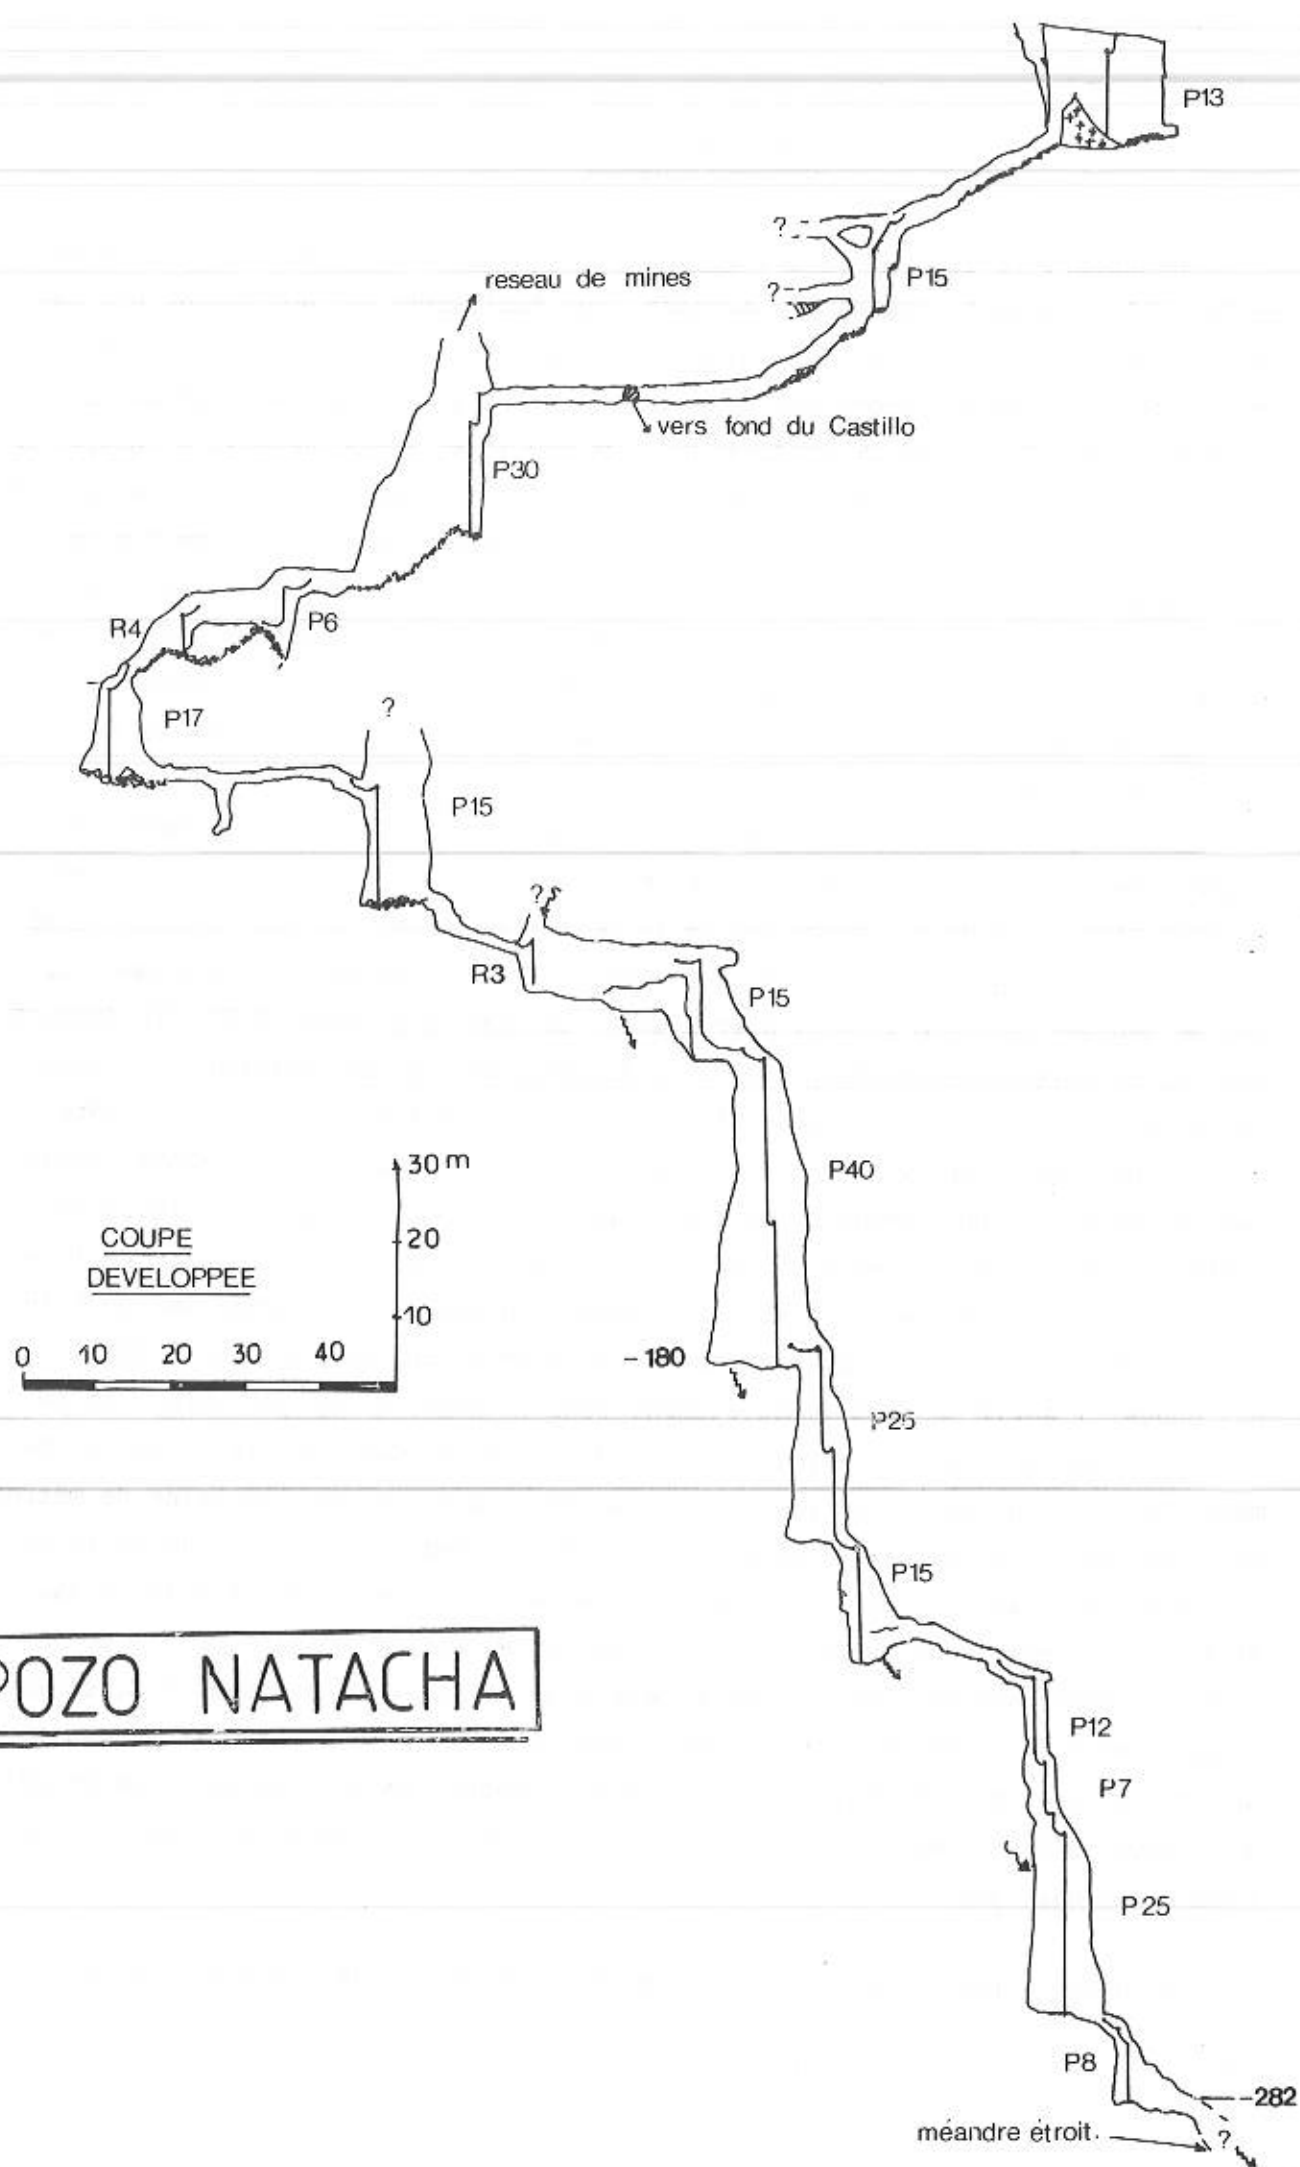 P13
?
P15
reseau de mines
?
vers fond du Castillo
P30
P6
R4
P17
?
P15
?
R3
P15
30 m
P40
COUPE
20
DEVELOPPEE
10
0 10 20 30 40
-180
P15
POZO NATACHA
P12
P7
P25
P8
-282
méandre étroit.
?